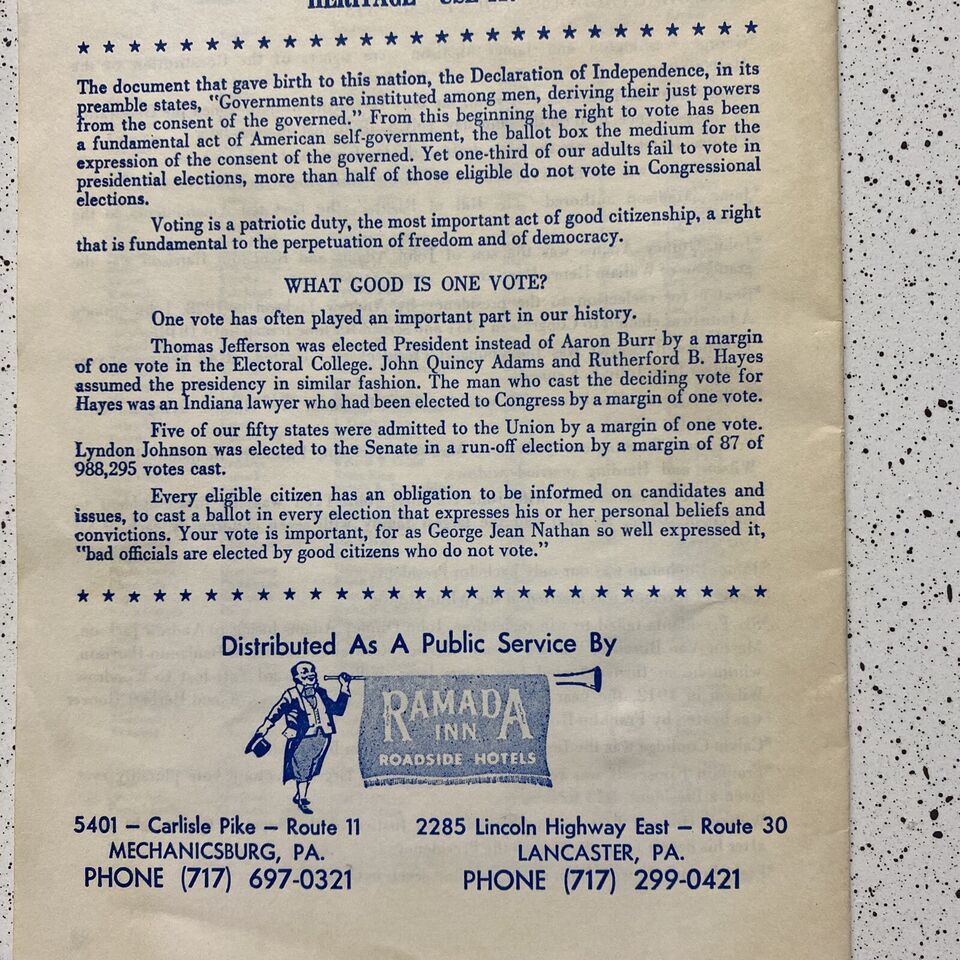 HERITAGE USE
★ ★ ★ ★ ★ ★ ★ ★ ★ ★ ★ ★ ★ ★ ★ ★ ★ ★ ★ ★ ★ ★ ★ ★ ★ ★ ★
The document that gave birth to this nation, the Declaration of Independence, in its
preamble states, "Governments are instituted among men, deriving their just powers
from the consent of the governed." From this beginning the right to vote has been
a fundamental act of American self-government, the ballot box the medium for the
expression of the consent of the governed. Yet one-third of our adults fail to vote in
presidential elections, more than half of those eligible do not vote in Congressional
elections.
Voting is a patriotic duty, the most important act of good citizenship, a right
that is fundamental to the perpetuation of freedom and of democracy.
WHAT GOOD IS ONE VOTE?
One vote has often played an important part in our history.
Thomas Jefferson was elected President instead of Aaron Burr by a margin
of one vote in the Electoral College. John Quincy Adams and Rutherford B. Hayes
assumed the presidency in similar fashion. The man who cast the deciding vote for
Hayes was an Indiana lawyer who had been elected to Congress by a margin of one vote.
Five of our fifty states were admitted to the Union by a margin of one vote.
Lyndon Johnson was elected to the Senate in a run-off election by a margin of 87 of
988,295 votes cast.
Every eligible citizen has an obligation to be informed on candidates and
issues, to cast a ballot in every election that expresses his or her personal beliefs and
convictions. Your vote is important, for as George Jean Nathan so well expressed it,
"bad officials are elected by good citizens who do not vote."
★ ★ ★ ★ ★ ★ ★ ★ ★ ★ ★ ★ ★ ★ ★ ★ ★ ★ ★ ★ ★ ★ ★ ★ ★ ★ ★
Distributed As A Public Service By
RAMADA
INN
ROADSIDE HOTELS
5401 – Carlisle Pike – Route 11
MECHANICSBURG, PA.
PHONE (717) 697-0321
2285 Lincoln Highway East – Route 30
LANCASTER, PA.
PHONE (717) 299-0421